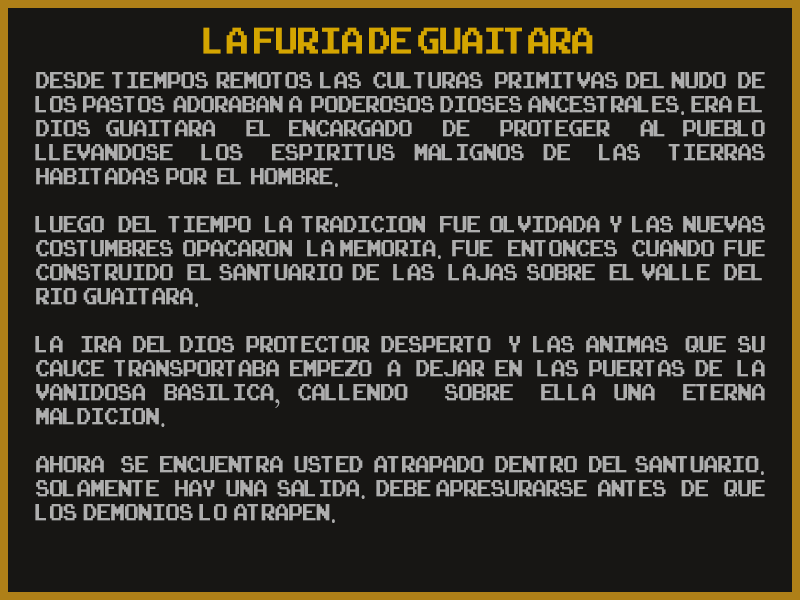 LA FURIA DE GUAITARA
DESDE TIEMPOS REMOTOS LAS CULTURAS PRIMITVAS DEL NUDO DE
LOS PASTOS ADORABAN A PODEROSOS DIOSES ANCESTRALES. ERA EL
DIOS GUAITARA EL ENCARGADO DE PROTEGER AL PUEBLO
LLEVANDOSE LOS ESPIRITUS MALIGNOS DE LAS TIERRAS
HABITADAS POR EL HOMBRE.
LUEGO DEL TIEMPO LA TRADICION FUE OLVIDADA Y LAS NUEVAS
COSTUMBRES OPACARON LA MEMORIA. FUE ENTONCES CUANDO FUE
CONSTRUIDO EL SANTUARIO DE LAS LAJAS SOBRE EL VALLE DEL
RIO GUAITARA.
LA IRA DEL DIOS PROTECTOR DESPERTO Y LAS ANIMAS QUE SU
CAUCE TRANSPORTABA EMPEZO A DEJAR EN LAS PUERTAS DE LA
VANIDOSA BASILICA, CALLENDO SOBRE ELLA UNA ETERNA
MALDICION.
AHORA SE ENCUENTRA USTED ATRAPADO DENTRO DEL SANTUARIO.
SOLAMENTE HAY UNA SALIDA. DEBE APRESURARSE ANTES DE QUE
LOS DEMONIOS LO ATRAPEN.